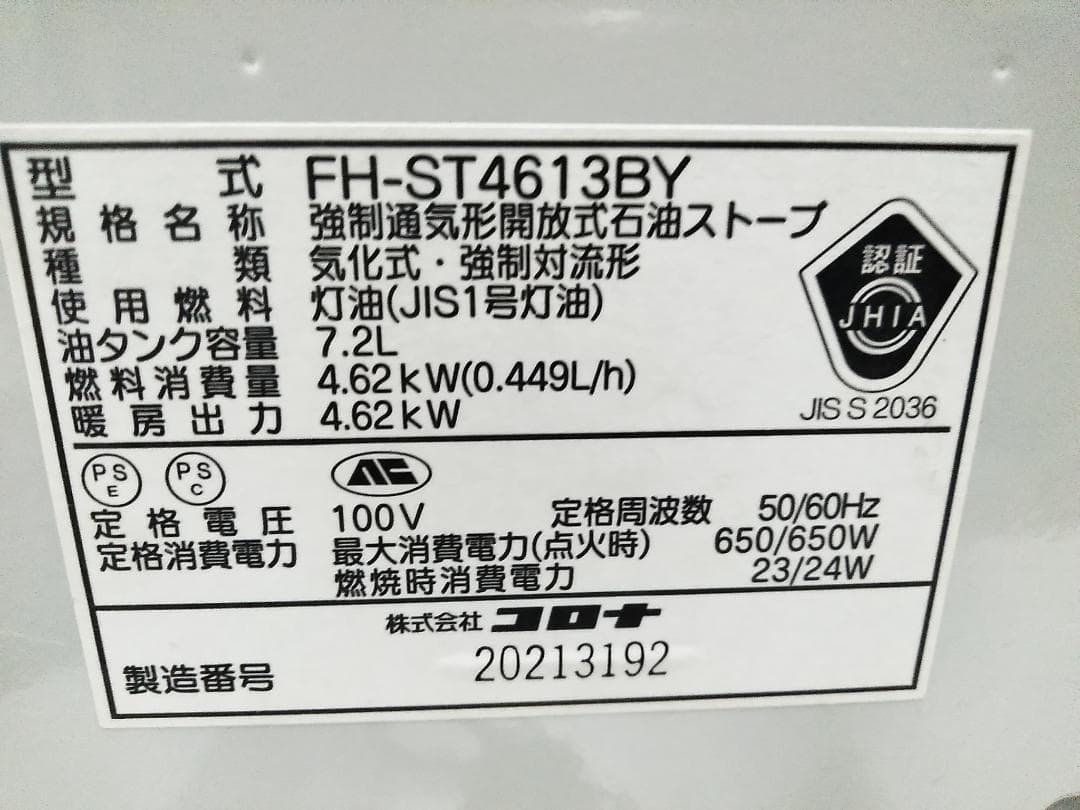 型式 FH-ST4613BY
規格名称 強制通気形開放式石油ストーブ
種類 気化式・強制対流形
使用燃料 灯油(JIS1号灯油)
油タンク容量 7.2L
燃料消費量 4.62kW(0.449L/h)
暖房出力 4.62kW
認証
JHIA
JIS S 2036
PS E PS C
定格電圧 100V 定格周波数 50/60Hz
定格消費電力 最大消費電力(点火時) 650/650W
燃焼時消費電力 23/24W
株式会社 コロナ
製造番号 20213192